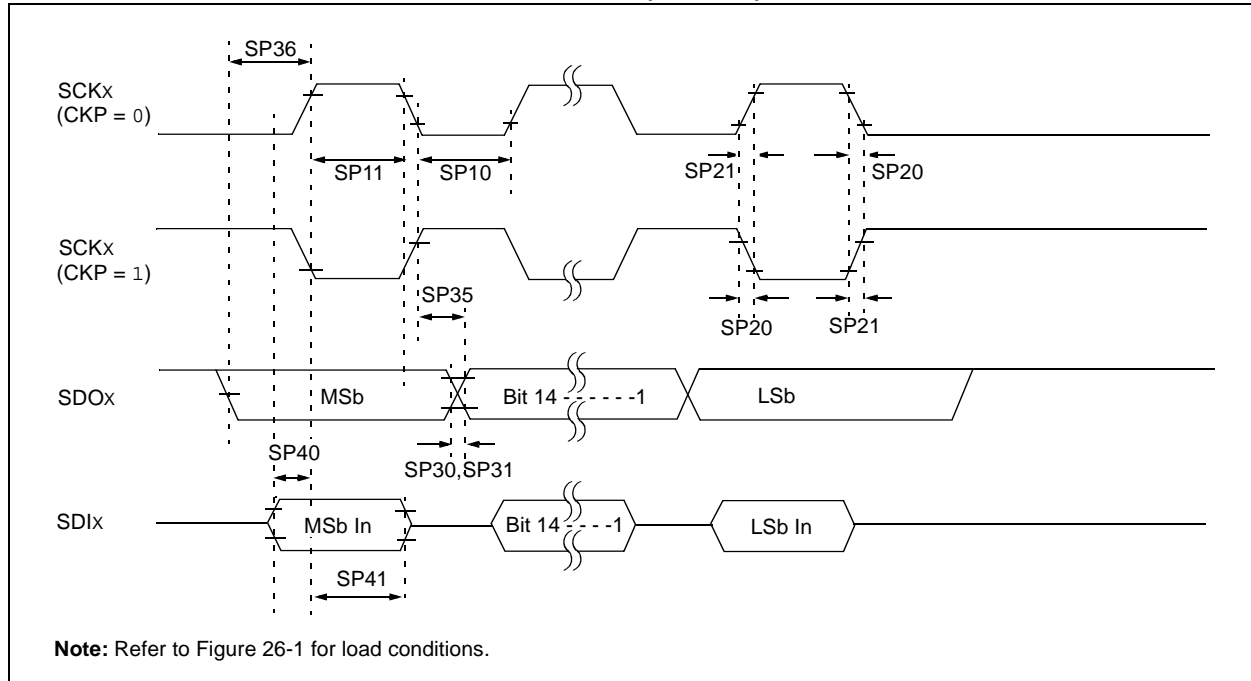 SP36
SCKx
(CKP = 0)
SP11
SP10
SP21
SP20
SCKx
(CKP = 1)
SP35
SP20
SP21
SDOx
MSb
Bit 14 - - - - - -1
LSb
SP40
SP30,SP31
SDIx
MSb In
Bit 14 - - - -1
LSb In
SP41
Note: Refer to Figure 26-1 for load conditions.